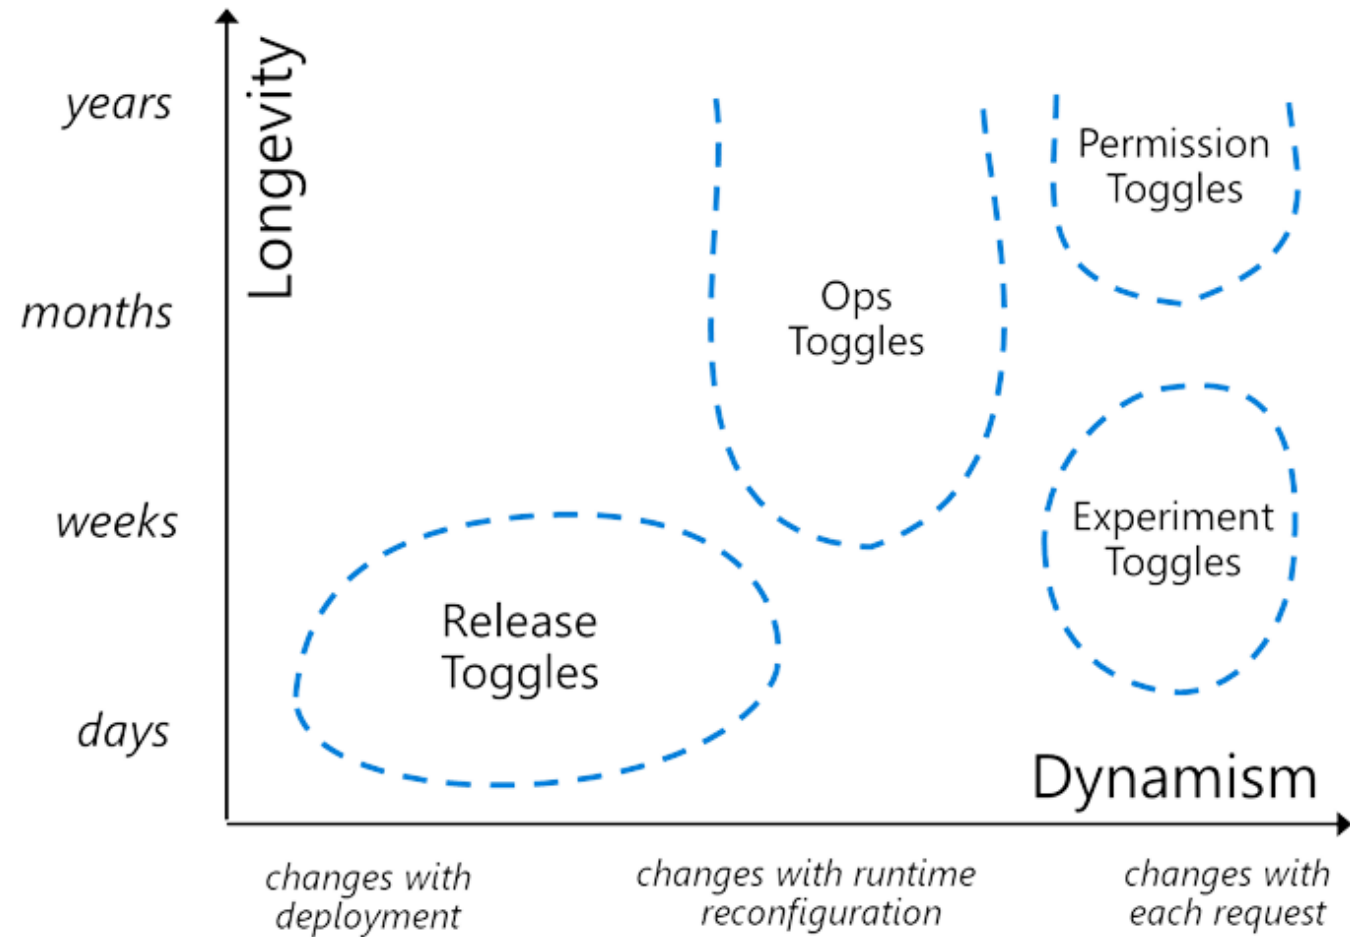 Longevity
years
months
weeks
days
Permission
Toggles
Ops
Toggles
Experiment
Toggles
Release
Toggles
Dynamism
changes with
deployment
changes with runtime
reconfiguration
changes with
each request